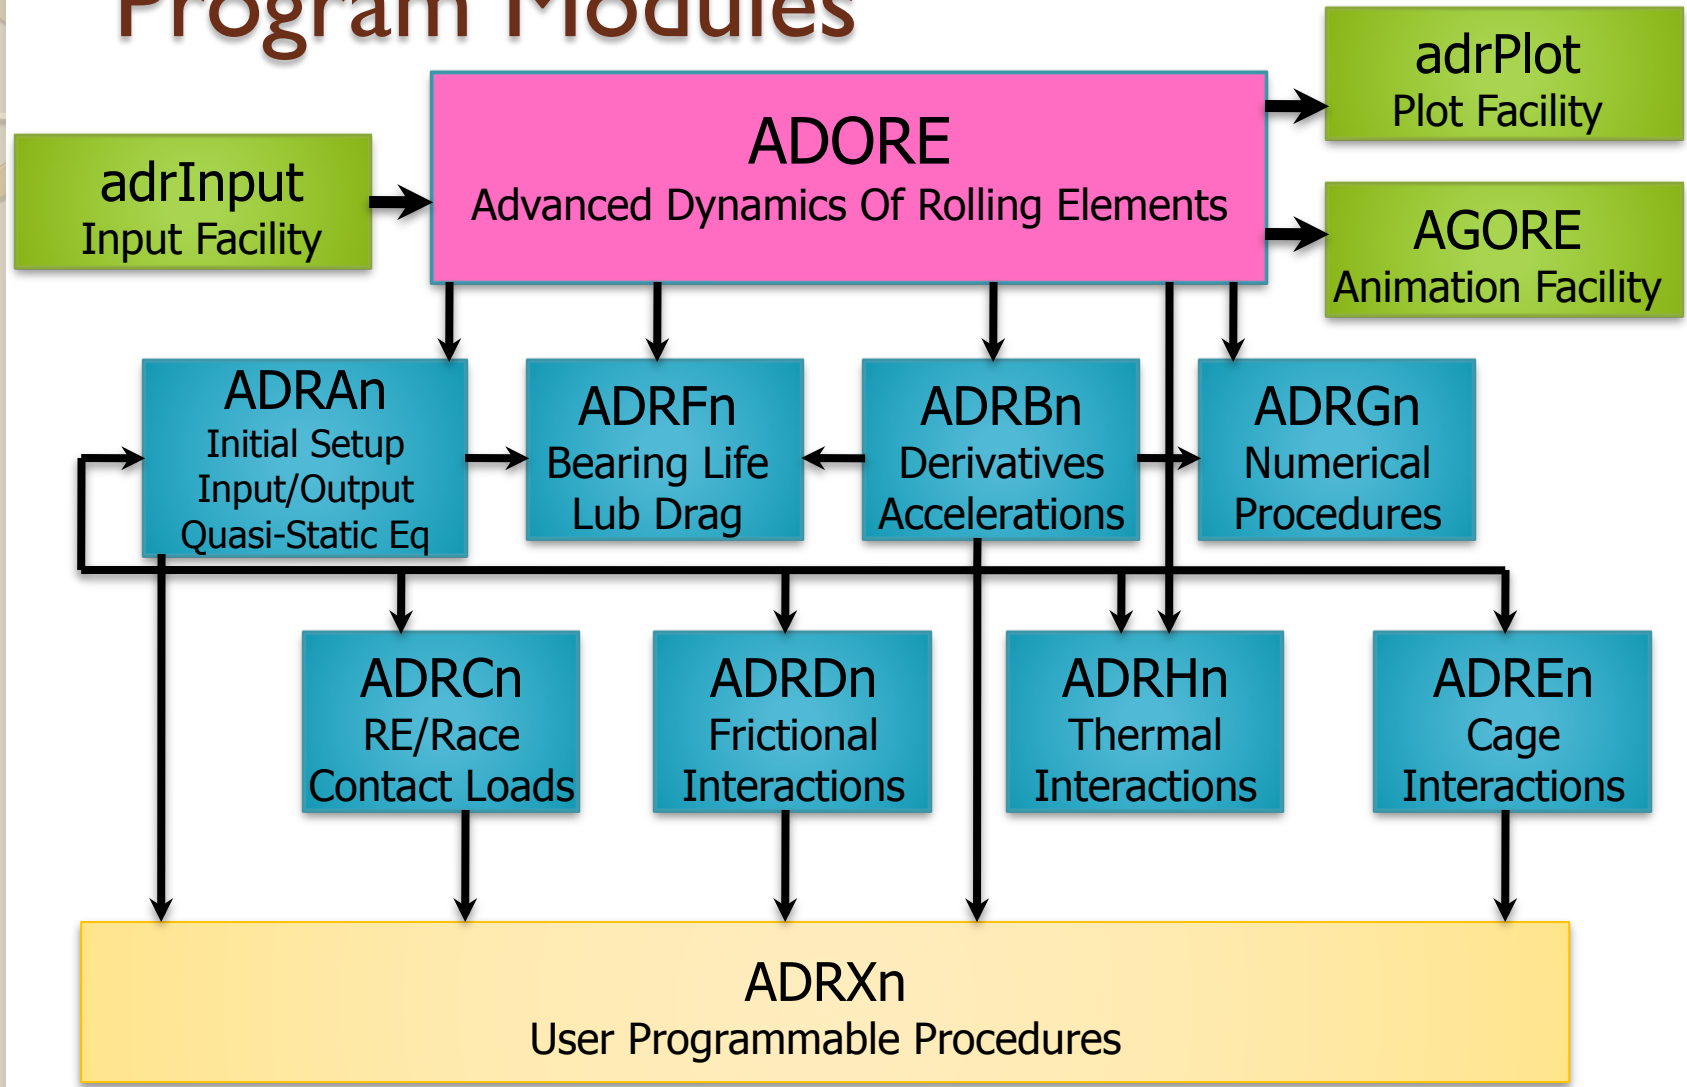 Program Modules
adrPlot
Plot Facility
ADORE
Advanced Dynamics Of Rolling Elements
adrInput
Input Facility
AGORE
Animation Facility
ADRAn
Initial Setup
Input/Output
Quasi-Static Eq
ADRFn
Bearing Life
Lub Drag
ADRBn
Derivatives
Accelerations
ADRGn
Numerical
Procedures
ADRCn
RE/Race
Contact Loads
ADRDn
Frictional
Interactions
ADRHn
Thermal
Interactions
ADREn
Cage
Interactions
ADRXn
User Programmable Procedures